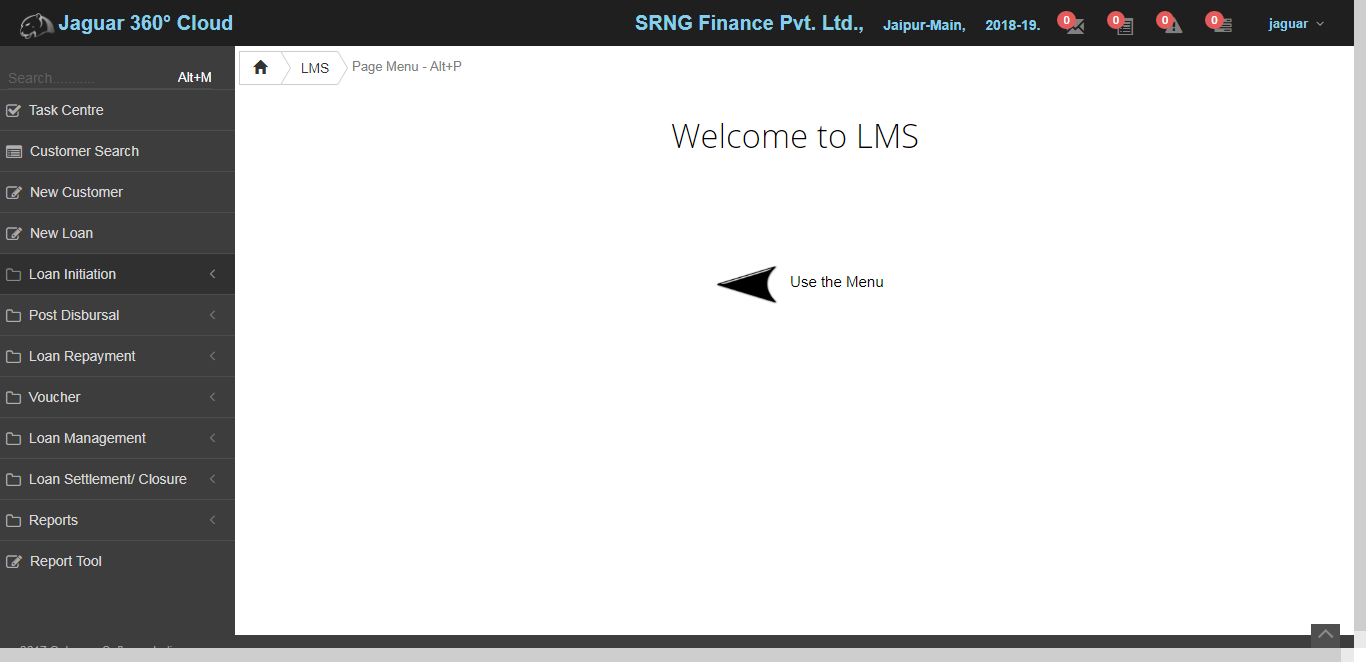 Jaguar 360° Cloud
SRNG Finance Pvt. Ltd., Jaipur-Main, 2018-19. 0 0 0 0 jaguar
Search........... Alt+M
LMS Page Menu - Alt+P
Task Centre
Customer Search
New Customer
New Loan
Loan Initiation
Post Disbursal
Loan Repayment
Voucher
Loan Management
Loan Settlement/ Closure
Reports
Report Tool
Welcome to LMS
Use the Menu